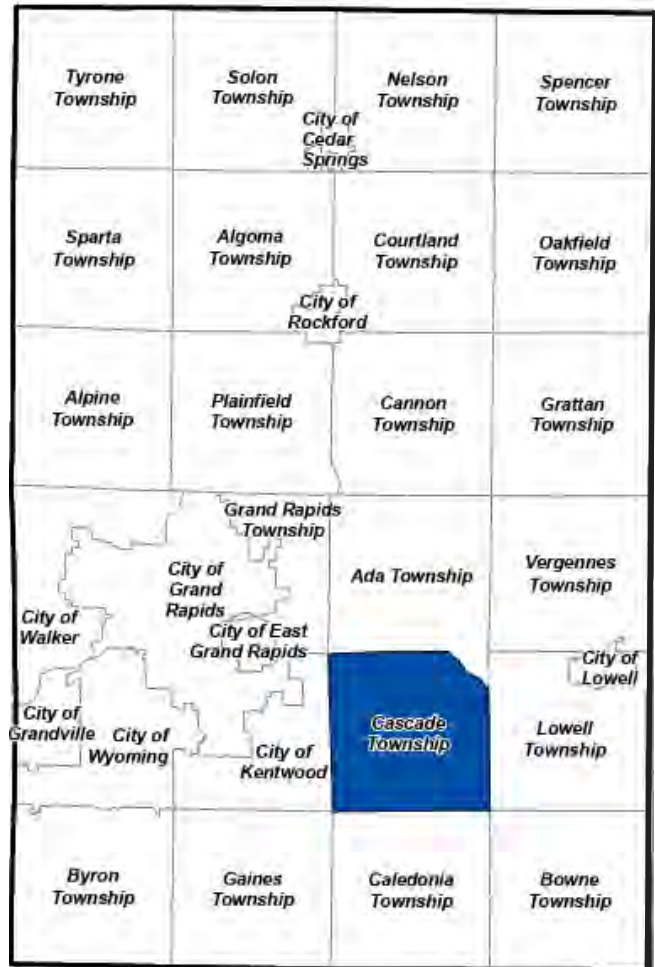 Tyrone
Township
Solon
Township
Nelson
Township
Spencer
Township
City of
Cedar
Springs
Sparta
Township
Algoma
Township
Courtland
Township
Oakfield
Township
City of
Rockford
Alpine
Township
Plainfield
Township
Cannon
Township
Grattan
Township
Grand Rapids
Township
City of
Grand
Rapids
Ada Township
Vergennes
Township
City of
Walker
City of East
Grand Rapids
City of
Lowell
City of
Grandville
City of
Wyoming
City of
Kentwood
Cascade
Township
Lowell
Township
Byron
Township
Gaines
Township
Caledonia
Township
Bowne
Township